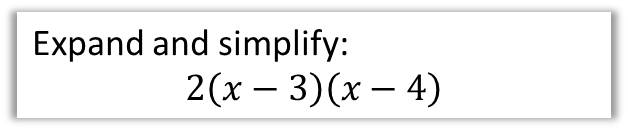 Expand and simplify:
2(x − 3)(x − 4)